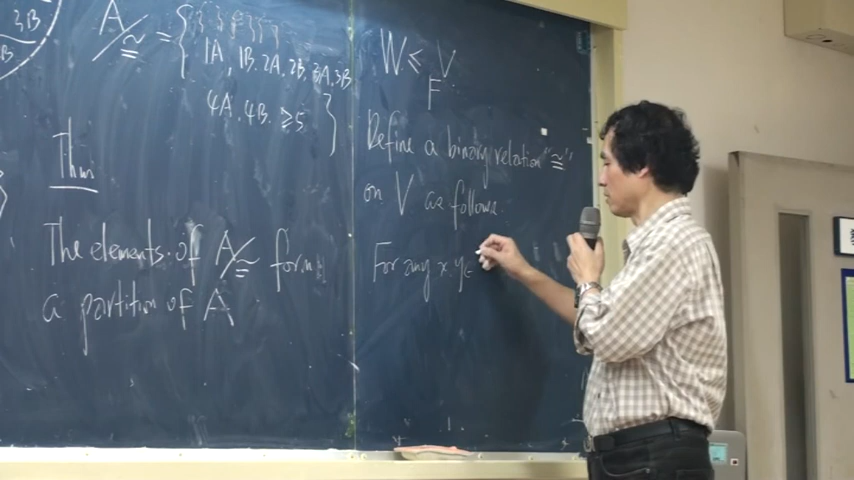 3B
A/≅ = {
1A, 1B, 2A, 2B, 3A, 3B
4A, 4B, ≥5 }
Thm
The elements of A/≅ form
a partition of A
W ≤ V
F
Define a binary relation "≅"
on V as follows.
For any x, y ∈